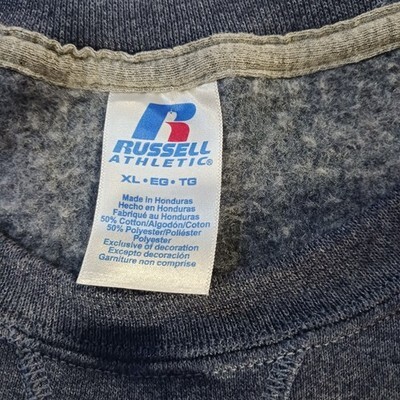 RUSSELL
ATHLETIC®
XL • EG • TG
Made in Honduras
Hecho en Honduras
Fabriqué au Honduras
50% Cotton/Algodon/Coton
50% Polyester/Poliéster
Polyester
Exclusive of decoration
Excepto decoración
Garniture non comprise